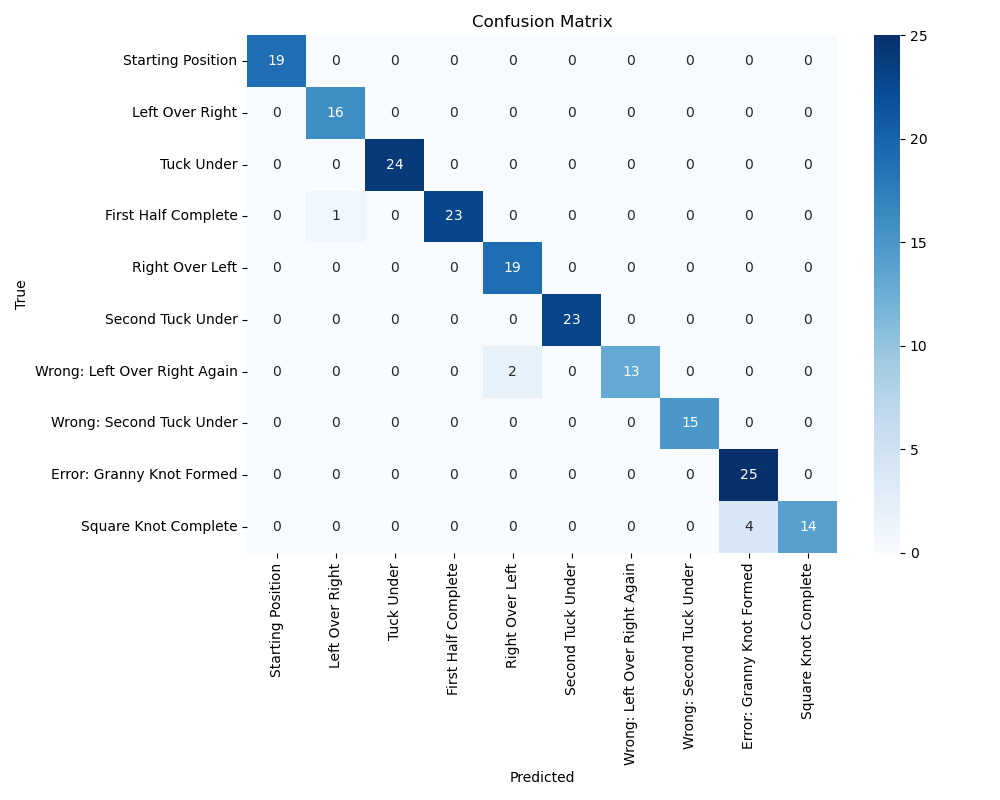 Confusion Matrix
Starting Position 19 0 0 0 0 0 0 0 0 0
Left Over Right 0 16 0 0 0 0 0 0 0 0
Tuck Under 0 0 24 0 0 0 0 0 0 0
First Half Complete 0 1 0 23 0 0 0 0 0 0
Right Over Left 0 0 0 0 19 0 0 0 0 0
Second Tuck Under 0 0 0 0 0 23 0 0 0 0
Wrong: Left Over Right Again 0 0 0 0 2 0 13 0 0 0
Wrong: Second Tuck Under 0 0 0 0 0 0 0 15 0 0
Error: Granny Knot Formed 0 0 0 0 0 0 0 0 25 0
Square Knot Complete 0 0 0 0 0 0 0 0 4 14
True
Starting Position
Left Over Right
Tuck Under
First Half Complete
Right Over Left
Second Tuck Under
Wrong: Left Over Right Again
Wrong: Second Tuck Under
Error: Granny Knot Formed
Square Knot Complete
Predicted
25
20
15
10
5
0